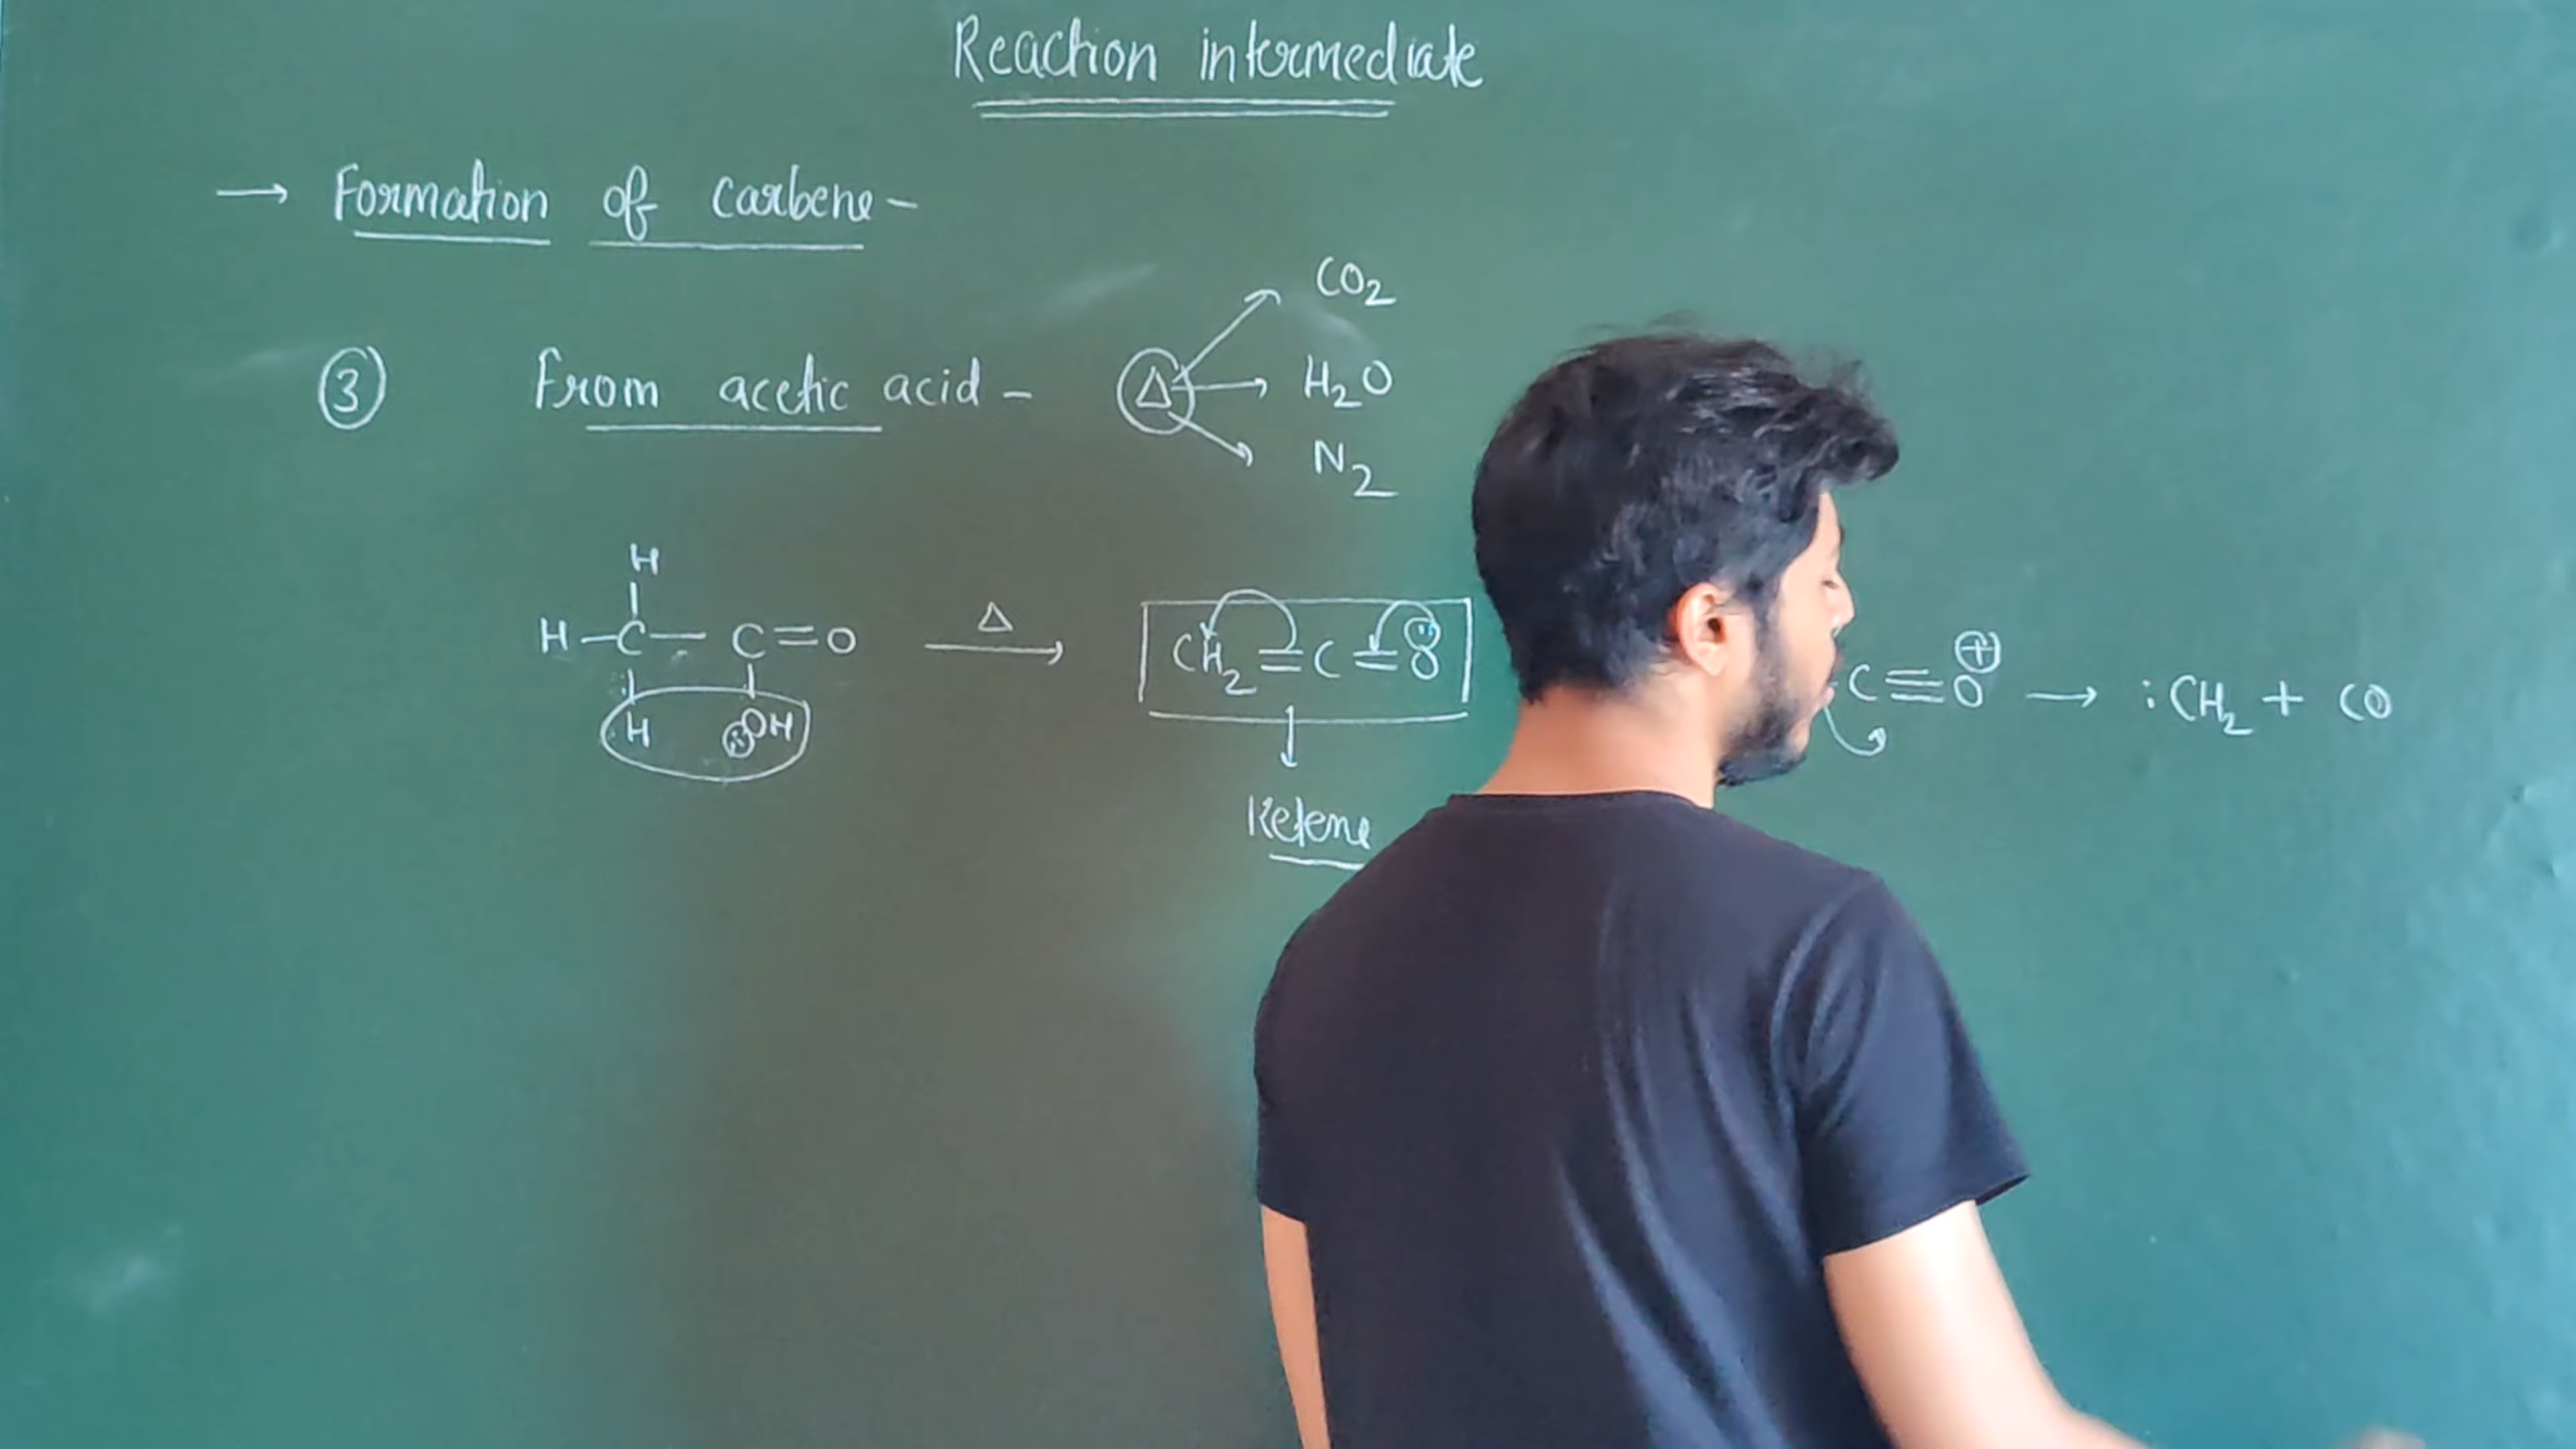 Reaction intermediate
→ Formation of carbene -
CO₂
③ From acetic acid - Δ H₂O
N₂
H
H-C-C=O Δ→ CH₂=C=O C≡O⊕ → :CH₂ + CO
H OH
↓
Ketene